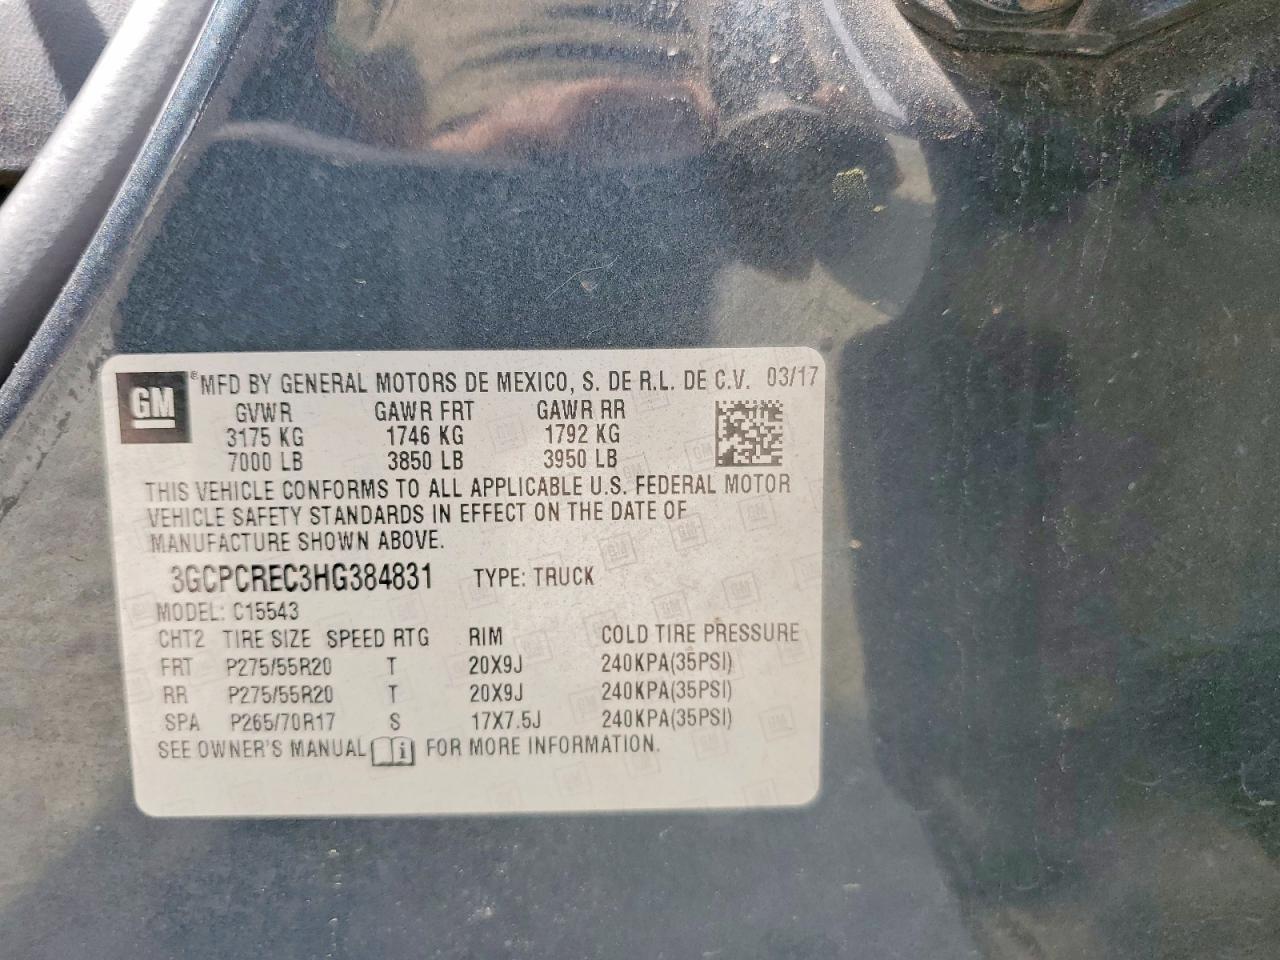 GM ® MFD BY GENERAL MOTORS DE MEXICO, S. DE R.L. DE C.V. 03/17
GVWR GAWR FRT GAWR RR
3175 KG 1746 KG 1792 KG
7000 LB 3850 LB 3950 LB
THIS VEHICLE CONFORMS TO ALL APPLICABLE U.S. FEDERAL MOTOR
VEHICLE SAFETY STANDARDS IN EFFECT ON THE DATE OF
MANUFACTURE SHOWN ABOVE.
3GCPCREC3HG384831 TYPE: TRUCK
MODEL: C15543
CHT2 TIRE SIZE SPEED RTG RIM COLD TIRE PRESSURE
FRT P275/55R20 T 20X9J 240KPA(35PSI)
RR P275/55R20 T 20X9J 240KPA(35PSI)
SPA P265/70R17 S 17X7.5J 240KPA(35PSI)
SEE OWNER'S MANUAL i FOR MORE INFORMATION.